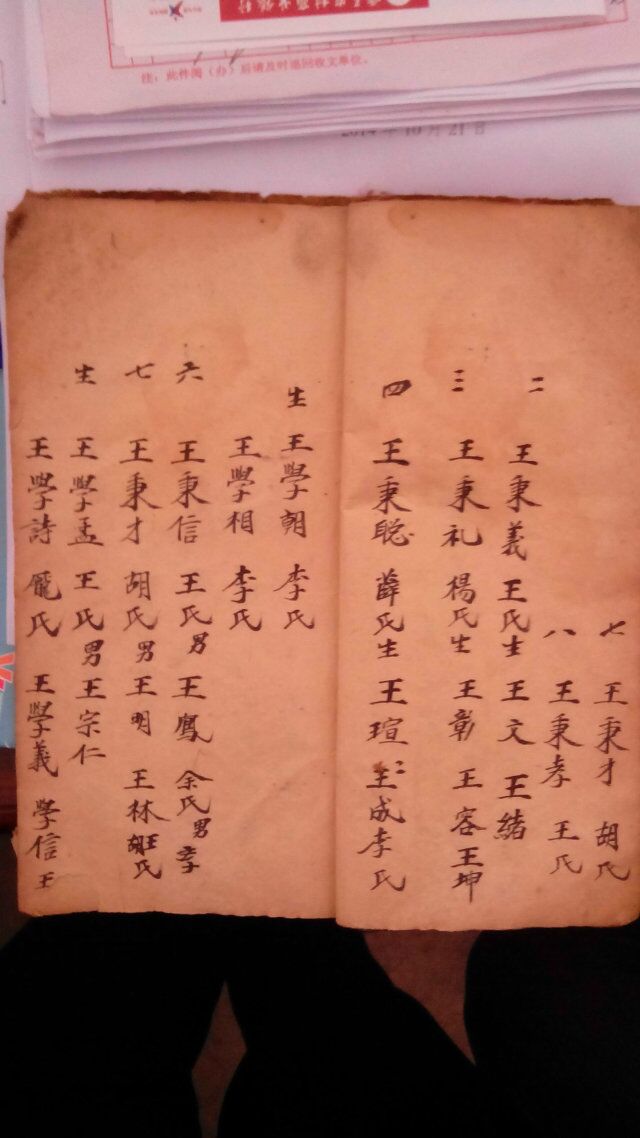 注：此件阅（办）后请及时退回收文单位。
2014年10月21日
七 王秉才 胡氏
八 王秉孝 王氏
二 王秉義 王氏生 王文 王緒
三 王秉礼 楊氏生 王彰 王容 王坤
四 王秉聪 薛氏生 王瑄 二 王成 李氏
生 王學朝 李氏
王學相 李氏
六 王秉信 王氏男 王鳳 余氏男
七 王秉才 胡氏男 王明 王林 胡氏 王
生 王學孟 王氏男 王宗仁
王學詩 龐氏 王學義 學信 王